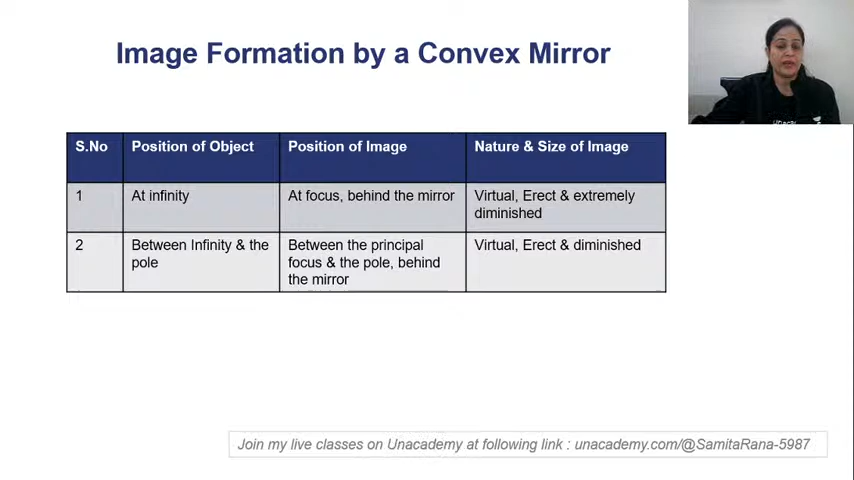 Image Formation by a Convex Mirror
S.No Position of Object Position of Image Nature & Size of Image
1 At infinity At focus, behind the mirror Virtual, Erect & extremely
diminished
2 Between Infinity & the Between the principal Virtual, Erect & diminished
pole focus & the pole, behind
the mirror
Join my live classes on Unacademy at following link : unacademy.com/@SamitaRana-5987